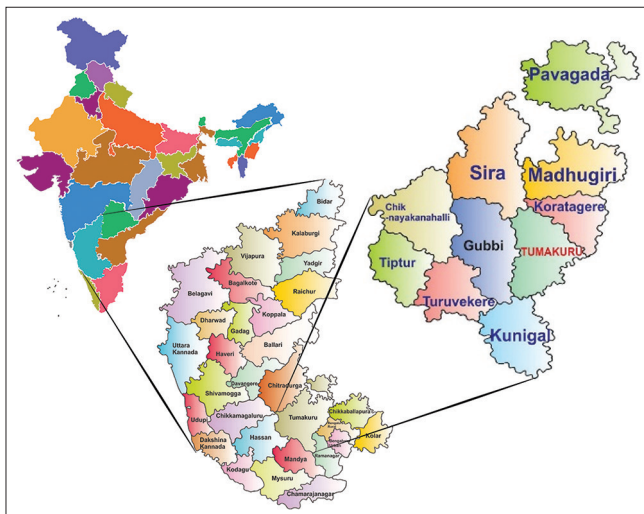 Pavagada
Sira
Madhugiri
Chik
-nayakanahalli
Koratagere
Gubbi
TUMAKURU
Tiptur
Turuvekere
Kunigal
Bidar
Kalaburgi
Vijapura
Yadgir
Bagalkote
Raichur
Belagavi
Koppala
Dharwad
Gadag
Ballari
Uttara
Kannada
Haveri
Davangere
Chitradurga
Shivamogga
Chikkaballapura
Chikkamagaluru
Tumakuru
Udupi
Kolar
Hassan
Dakshina
Kannada
Ramanagar
Mandya
Kodagu
Mysuru
Chamarajanagar